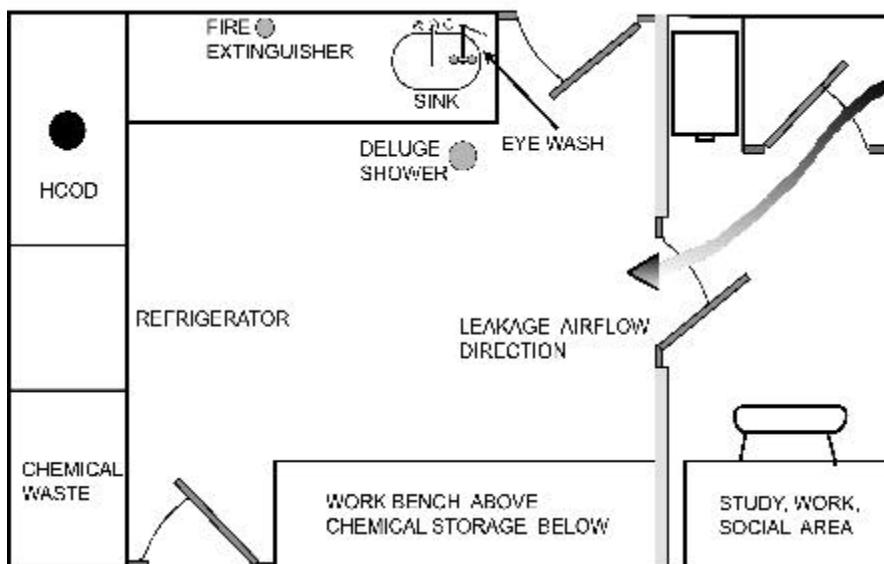 FIRE
EXTINGUISHER
SINK
EYE WASH
DELUGE
SHOWER
HOOD
REFRIGERATOR
LEAKAGE AIRFLOW
DIRECTION
CHEMICAL
WASTE
WORK BENCH ABOVE
CHEMICAL STORAGE BELOW
STUDY, WORK,
SOCIAL AREA